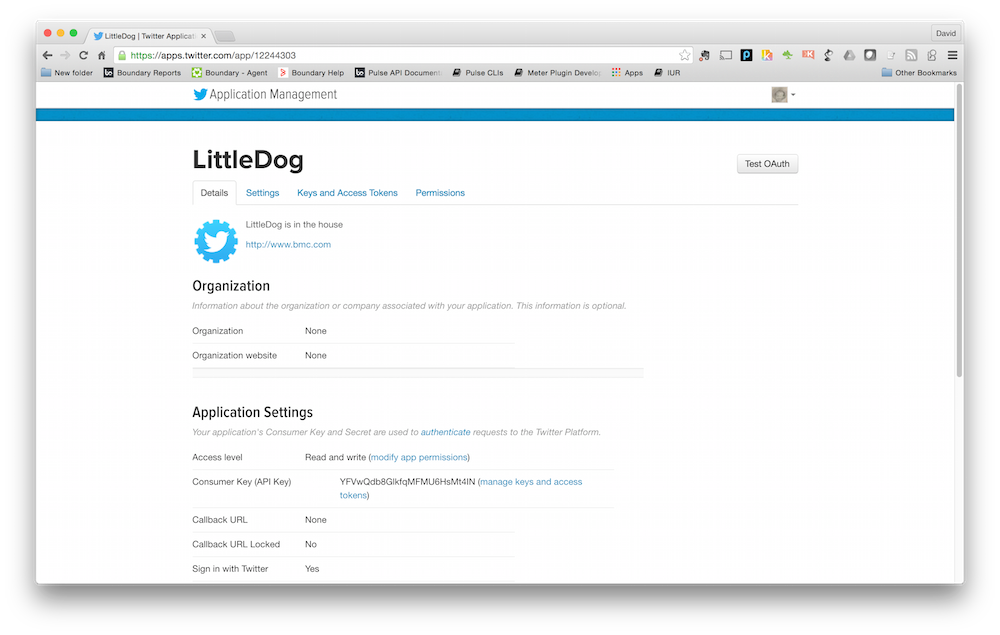 LittleDog | Twitter Applicati
David
https://apps.twitter.com/app/12244303
New folder Boundary Reports Boundary - Agent Boundary Help Pulse API Document Pulse CLIs Meter Plugin Develop Apps IUR Other Bookmarks
Application Management
LittleDog
Test OAuth
Details Settings Keys and Access Tokens Permissions
LittleDog is in the house
http://www.bmc.com
Organization
Information about the organization or company associated with your application. This information is optional.
Organization None
Organization website None
Application Settings
Your application's Consumer Key and Secret are used to authenticate requests to the Twitter Platform.
Access level Read and write (modify app permissions)
Consumer Key (API Key) YFVwQdb8GlkfqMFMU6HsMt4IN (manage keys and access
tokens)
Callback URL None
Callback URL Locked No
Sign in with Twitter Yes